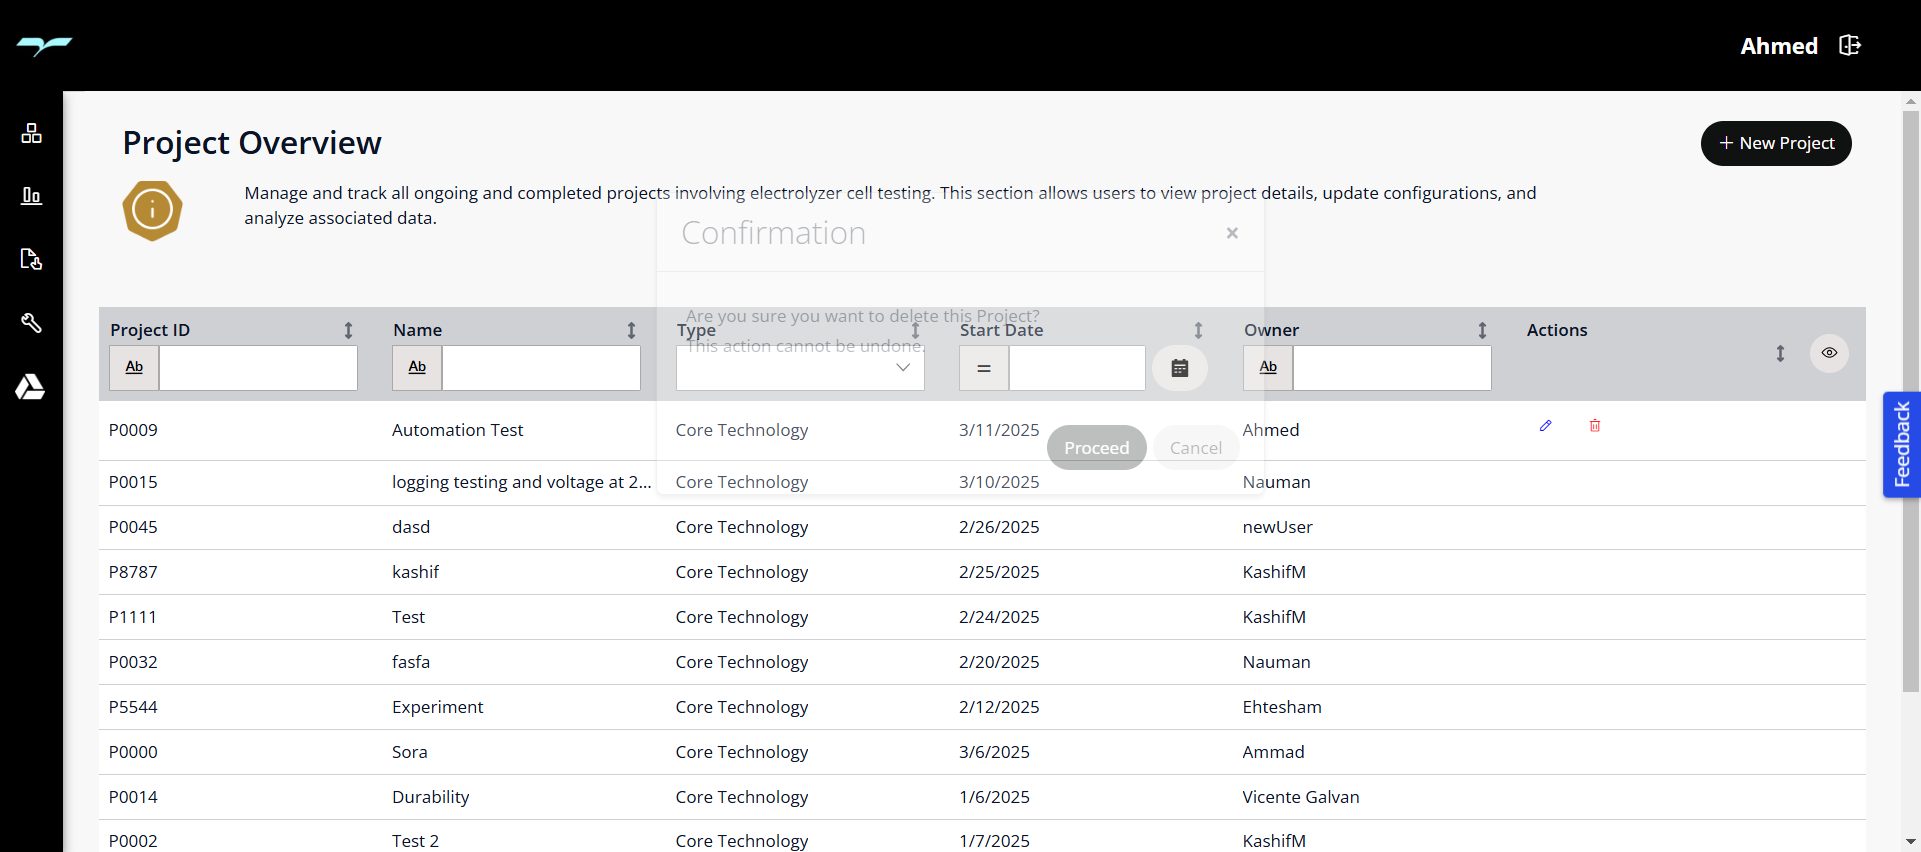 Ahmed
Project Overview
+ New Project
Manage and track all ongoing and completed projects involving electrolyzer cell testing. This section allows users to view project details, update configurations, and
analyze associated data.
Confirmation ×
Are you sure you want to delete this Project?
This action cannot be undone.
Proceed Cancel
Project ID Name Type Start Date Owner Actions
Ab Ab = Ab
P0009 Automation Test Core Technology 3/11/2025 Ahmed
P0015 logging testing and voltage at 2... Core Technology 3/10/2025 Nauman
P0045 dasd Core Technology 2/26/2025 newUser
P8787 kashif Core Technology 2/25/2025 KashifM
P1111 Test Core Technology 2/24/2025 KashifM
P0032 fasfa Core Technology 2/20/2025 Nauman
P5544 Experiment Core Technology 2/12/2025 Ehtesham
P0000 Sora Core Technology 3/6/2025 Ammad
P0014 Durability Core Technology 1/6/2025 Vicente Galvan
P0002 Test 2 Core Technology 1/7/2025 KashifM
Feedback